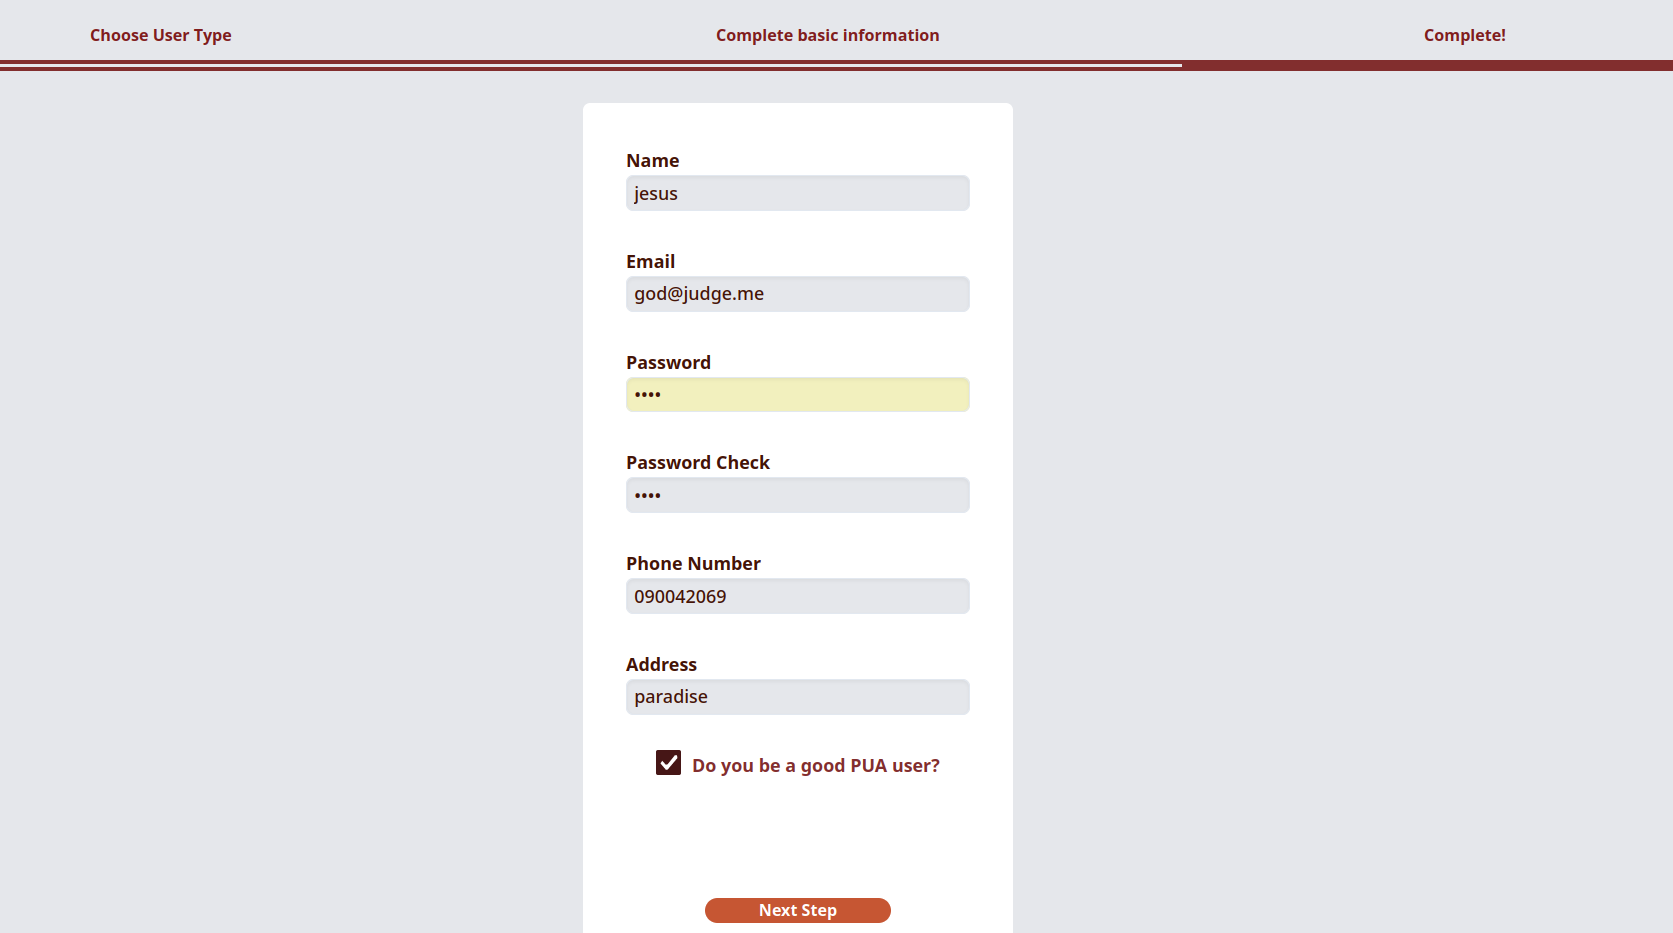 Choose User Type
Complete basic information
Complete!
Name
jesus
Email
god@judge.me
Password
••••
Password Check
••••
Phone Number
090042069
Address
paradise
Do you be a good PUA user?
Next Step